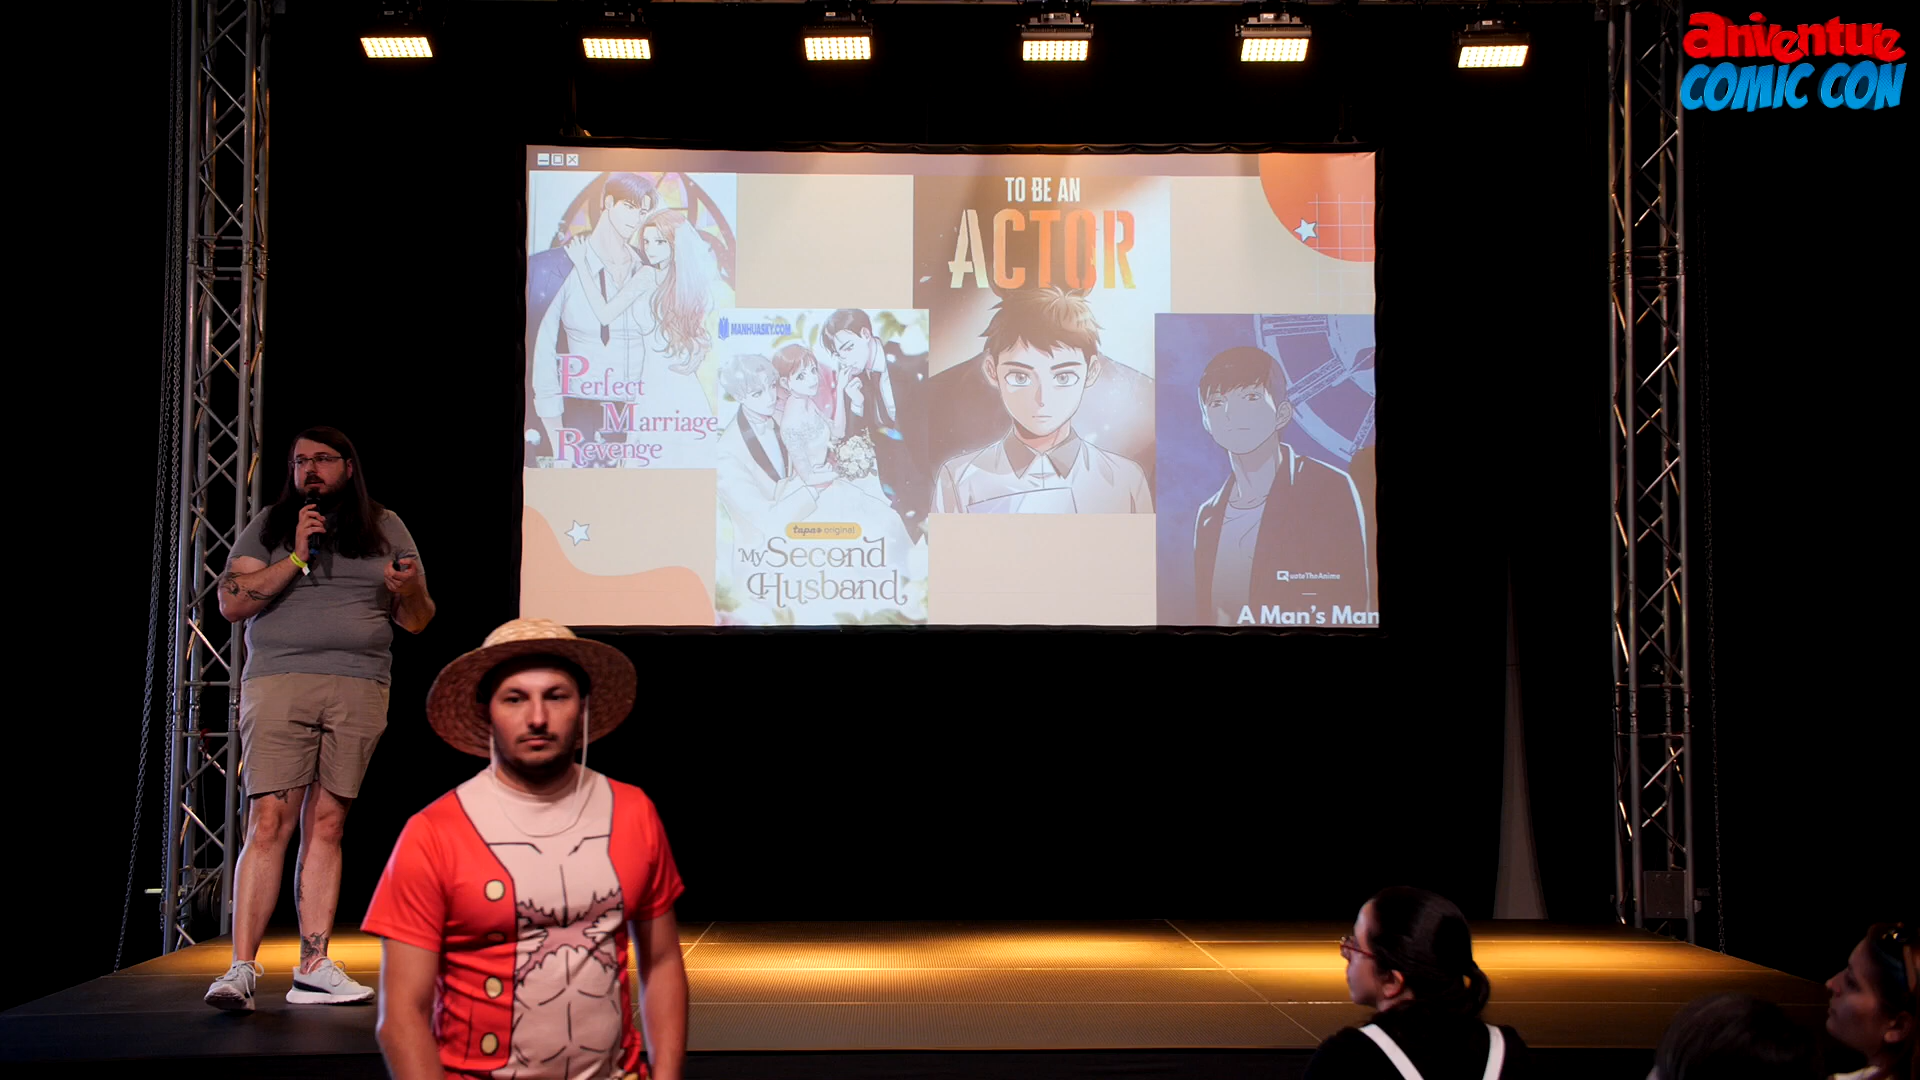 aniventure
COMIC CON
TO BE AN
ACTOR
MANHUASKY.COM
Perfect
Marriage
Revenge
tapas original
My Second
Husband
QuoteTheAnime
A Man's Man